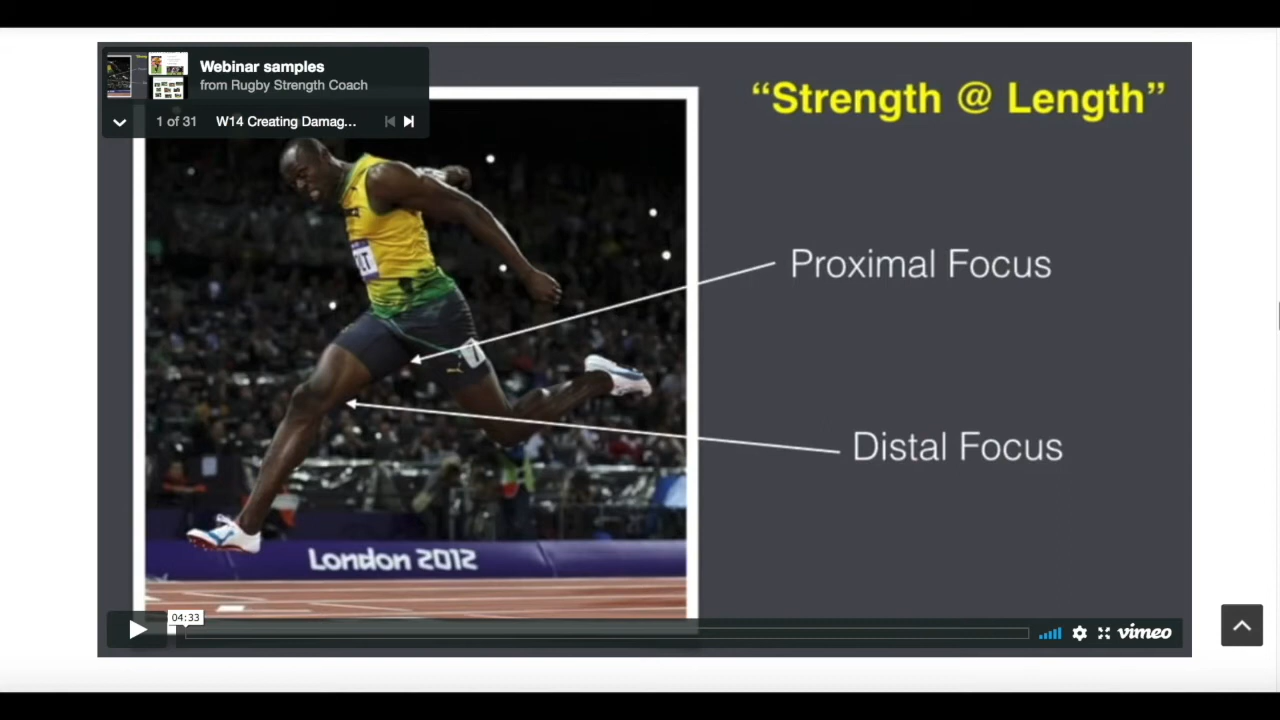 Webinar samples
from Rugby Strength Coach
1 of 31 W14 Creating Damag...
“Strength @ Length”
Proximal Focus
Distal Focus
LT
London 2012
04:33
vimeo